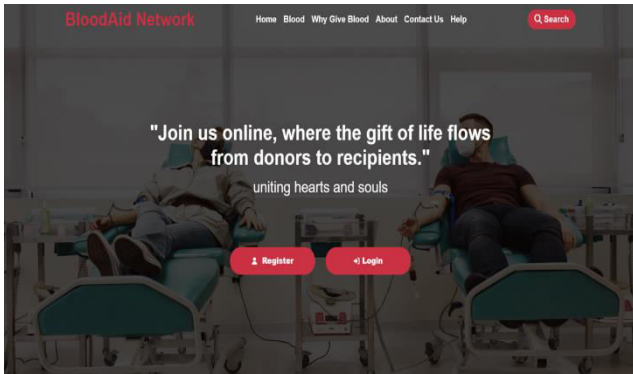 BloodAid Network
Home Blood Why Give Blood About Contact Us Help
Search
"Join us online, where the gift of life flows
from donors to recipients."
uniting hearts and souls
Register
Login